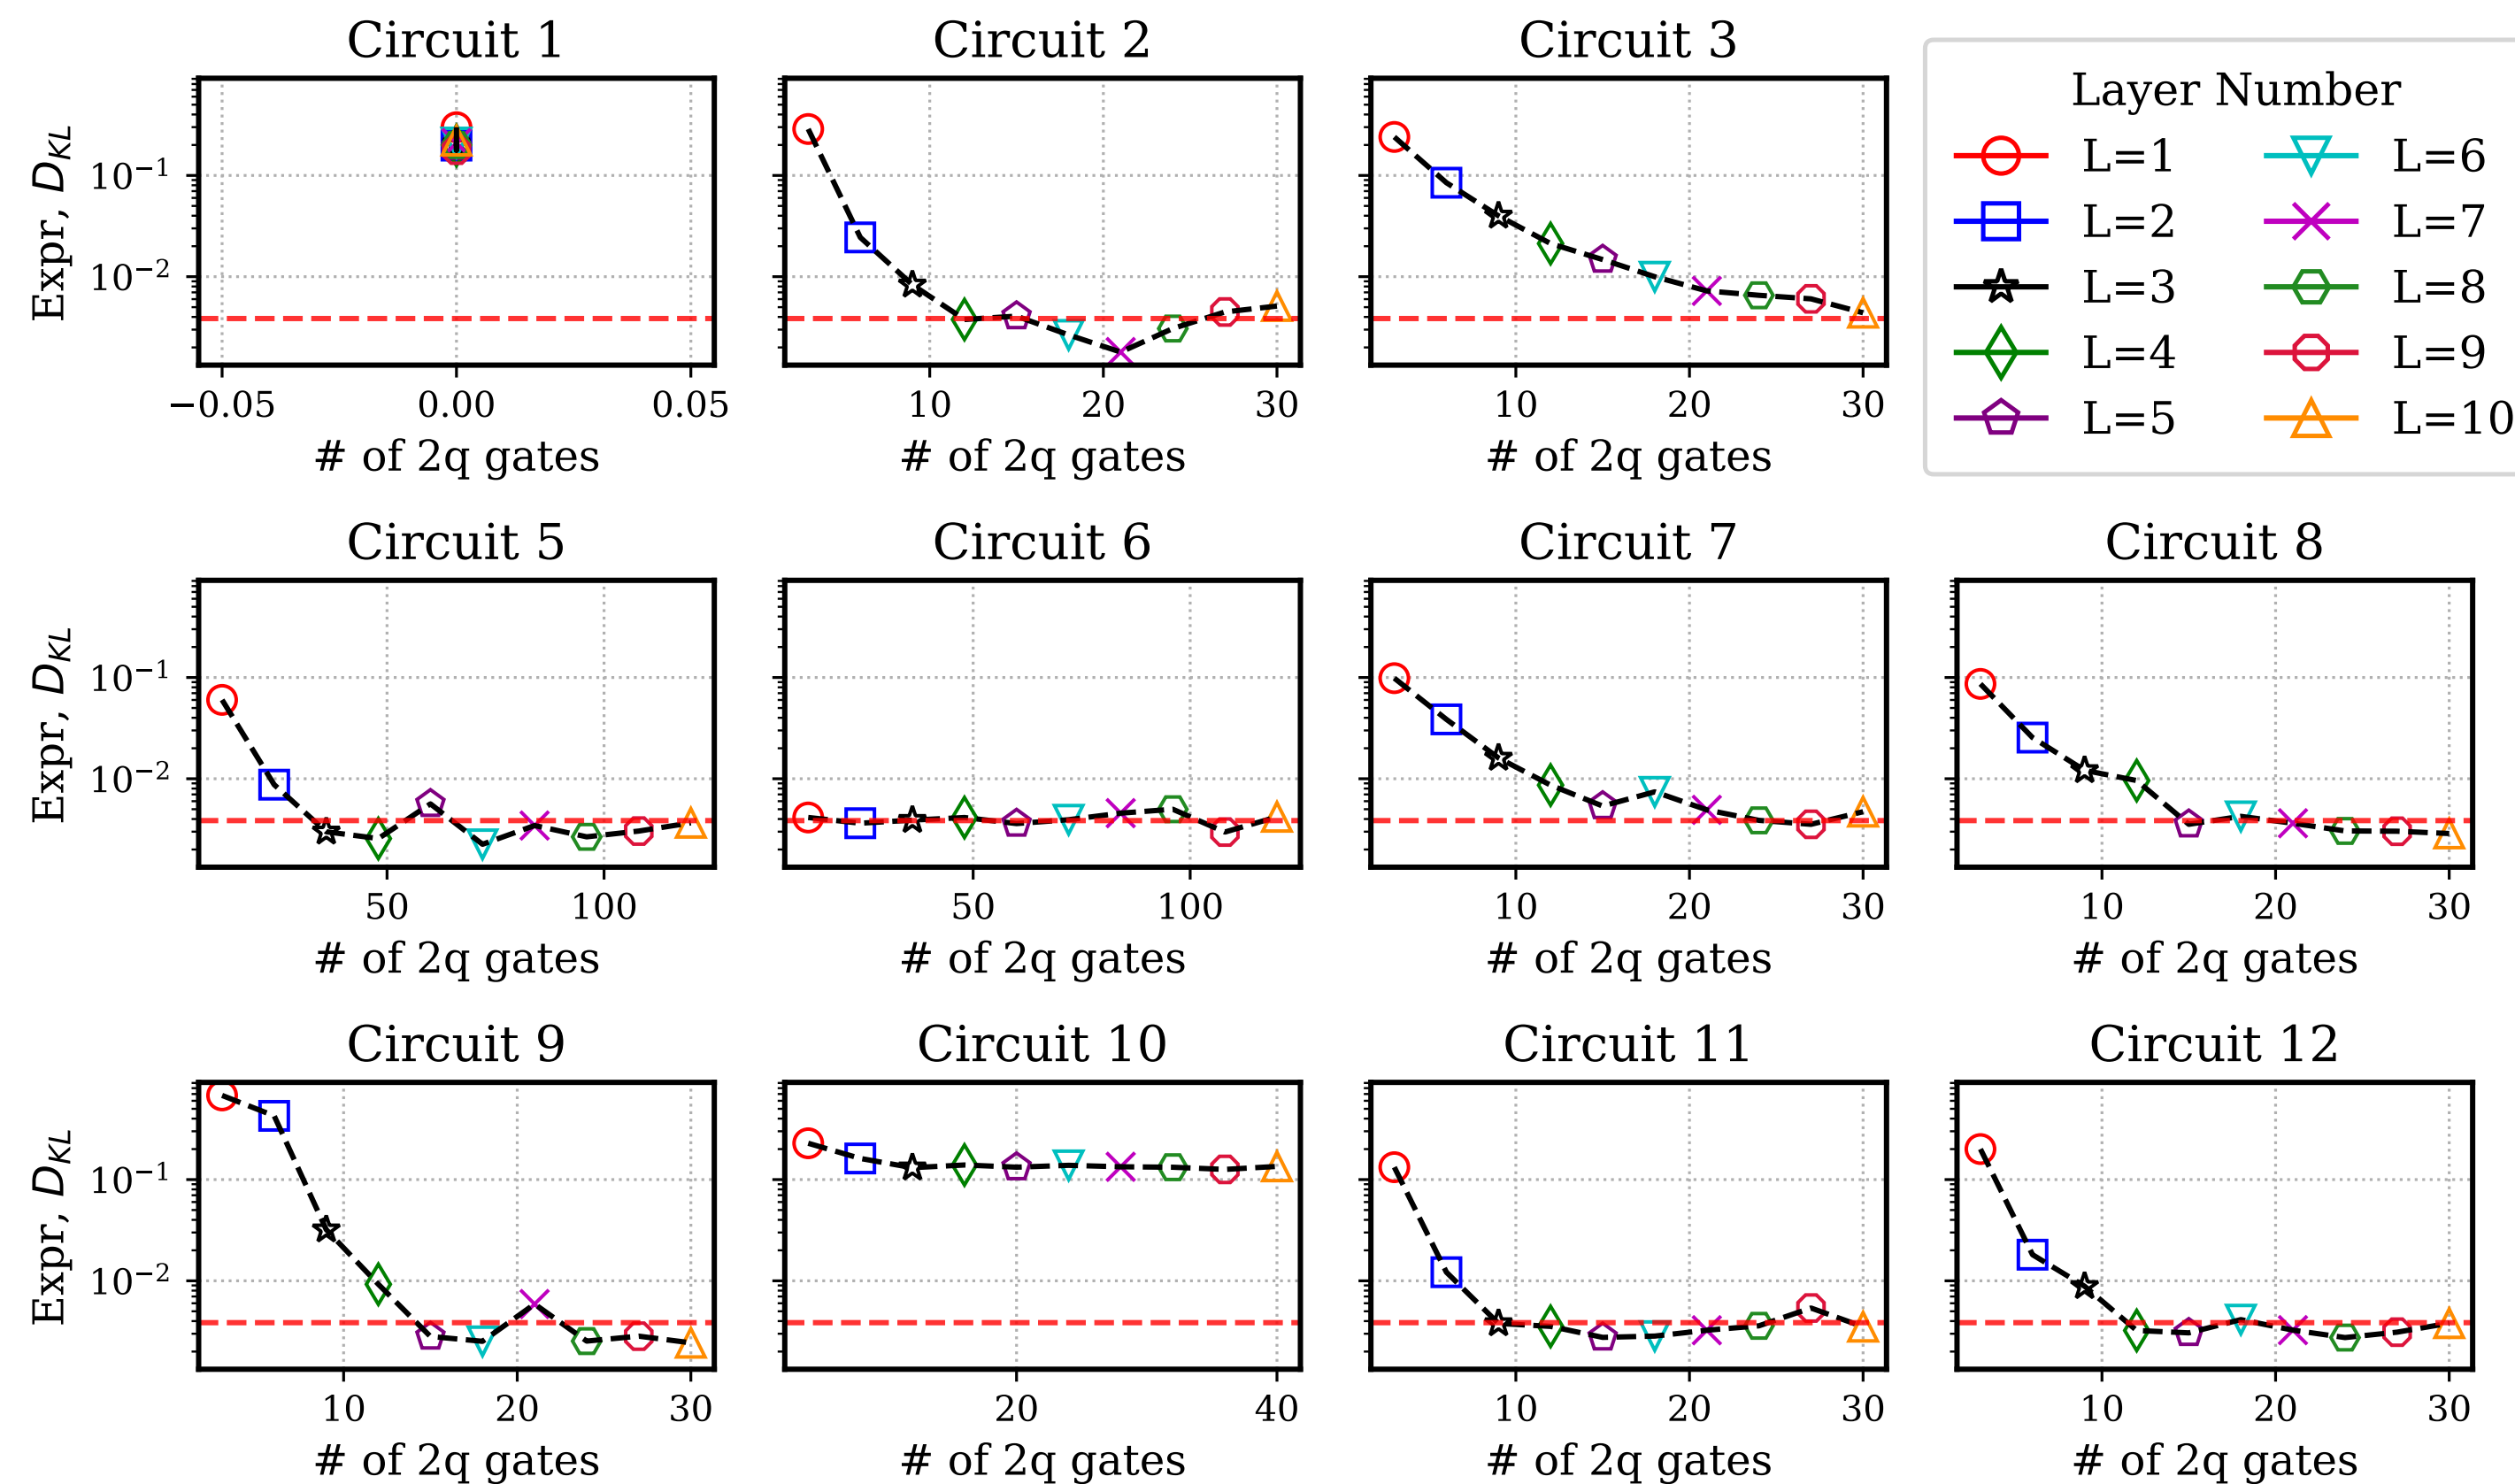 Circuit 1
Expr, D_KL
10⁻¹
10⁻²
−0.05 0.00 0.05
# of 2q gates
Circuit 2
10 20 30
# of 2q gates
Circuit 3
10 20 30
# of 2q gates
Layer Number
L=1 L=6
L=2 L=7
L=3 L=8
L=4 L=9
L=5 L=10
Circuit 5
Expr, D_KL
10⁻¹
10⁻²
50 100
# of 2q gates
Circuit 6
50 100
# of 2q gates
Circuit 7
10 20 30
# of 2q gates
Circuit 8
10 20 30
# of 2q gates
Circuit 9
Expr, D_KL
10⁻¹
10⁻²
10 20 30
# of 2q gates
Circuit 10
20 40
# of 2q gates
Circuit 11
10 20 30
# of 2q gates
Circuit 12
10 20 30
# of 2q gates